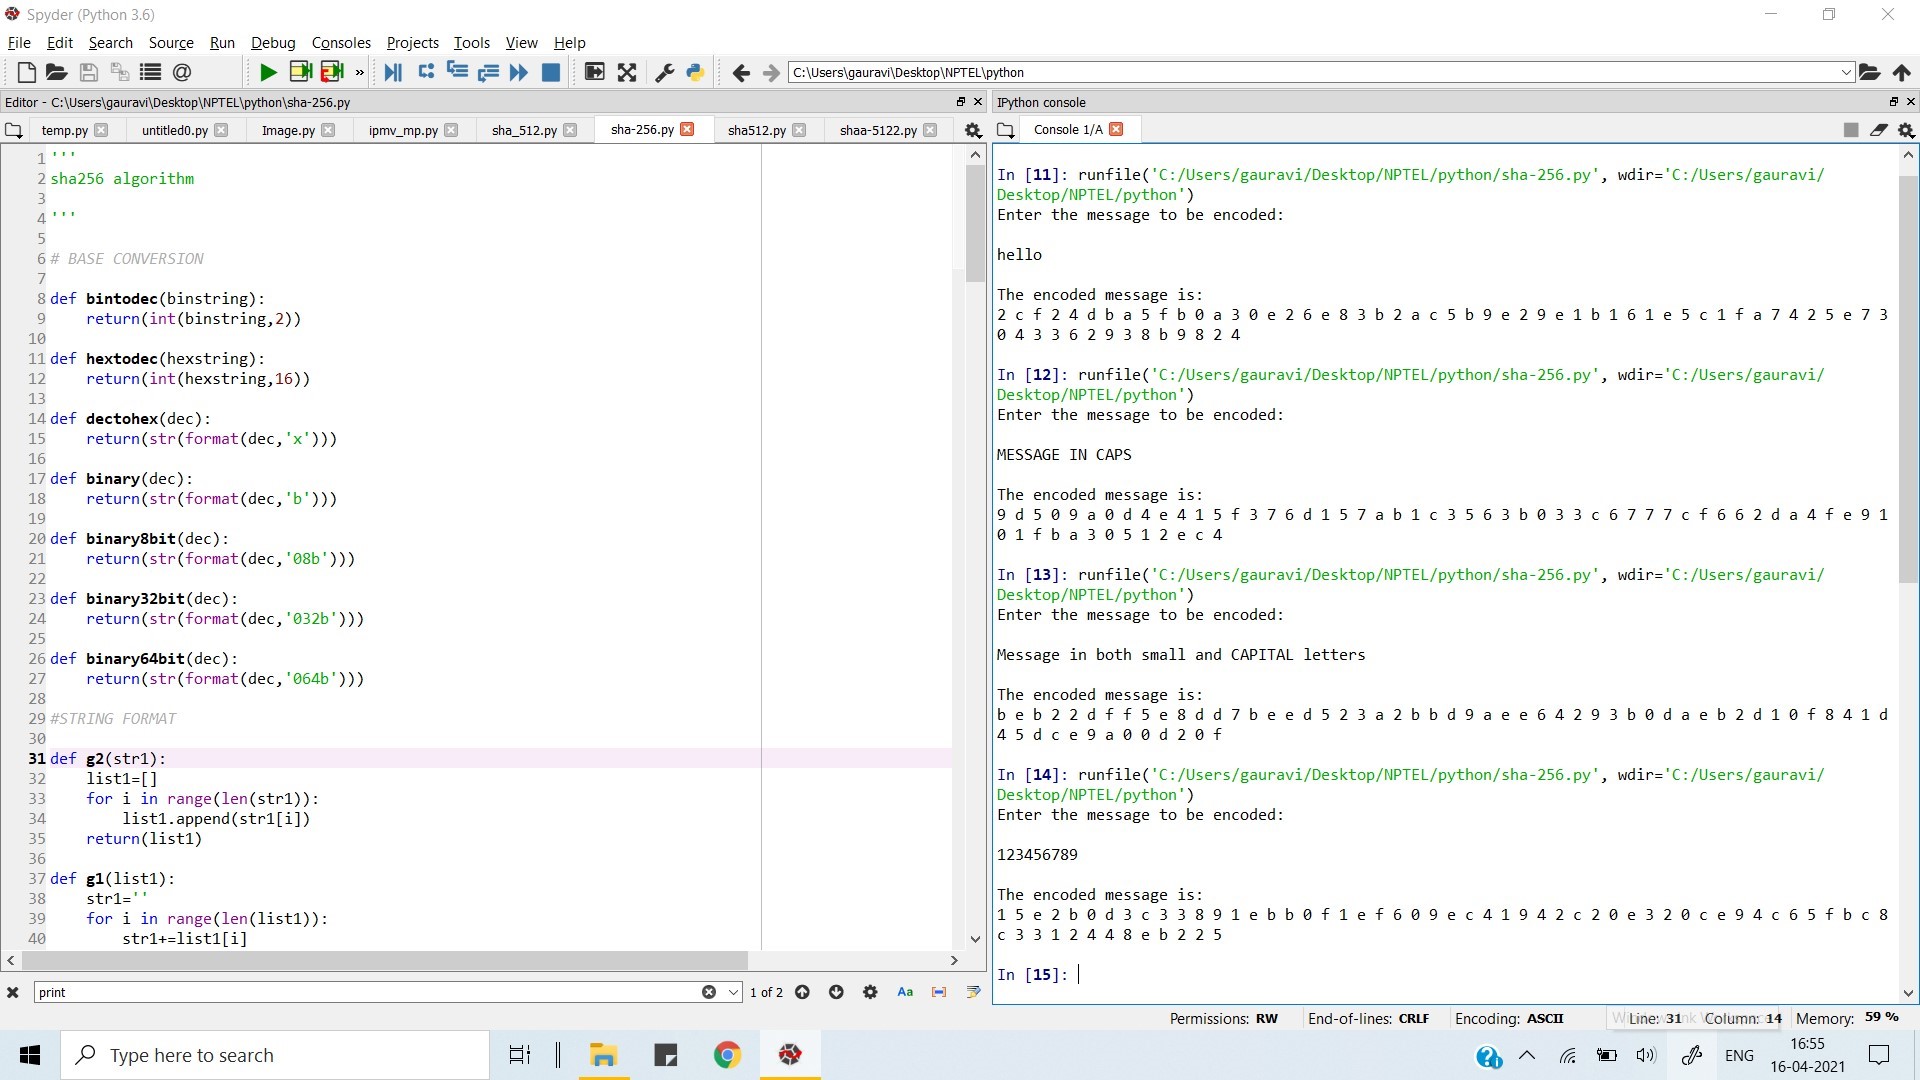 Spyder (Python 3.6)
File Edit Search Source Run Debug Consoles Projects Tools View Help
C:\Users\gauravi\Desktop\NPTEL\python
Editor - C:\Users\gauravi\Desktop\NPTEL\python\sha-256.py
temp.py untitled0.py Image.py ipmv_mp.py sha_512.py sha-256.py sha512.py shaa-5122.py
1 '''
2 sha256 algorithm
3
4 '''
5
6 # BASE CONVERSION
7
8 def bintodec(binstring):
9     return(int(binstring,2))
10
11 def hextodec(hexstring):
12     return(int(hexstring,16))
13
14 def dectohex(dec):
15     return(str(format(dec,'x')))
16
17 def binary(dec):
18     return(str(format(dec,'b')))
19
20 def binary8bit(dec):
21     return(str(format(dec,'08b')))
22
23 def binary32bit(dec):
24     return(str(format(dec,'032b')))
25
26 def binary64bit(dec):
27     return(str(format(dec,'064b')))
28
29 #STRING FORMAT
30
31 def g2(str1):
32     list1=[]
33     for i in range(len(str1)):
34         list1.append(str1[i])
35     return(list1)
36
37 def g1(list1):
38     str1=''
39     for i in range(len(list1)):
40         str1+=list1[i]
print
1 of 2
Aa
IPython console
Console 1/A
In [11]: runfile('C:/Users/gauravi/Desktop/NPTEL/python/sha-256.py', wdir='C:/Users/gauravi/
Desktop/NPTEL/python')
Enter the message to be encoded:
hello
The encoded message is:
2 c f 2 4 d b a 5 f b 0 a 3 0 e 2 6 e 8 3 b 2 a c 5 b 9 e 2 9 e 1 b 1 6 1 e 5 c 1 f a 7 4 2 5 e 7 3
0 4 3 3 6 2 9 3 8 b 9 8 2 4
In [12]: runfile('C:/Users/gauravi/Desktop/NPTEL/python/sha-256.py', wdir='C:/Users/gauravi/
Desktop/NPTEL/python')
Enter the message to be encoded:
MESSAGE IN CAPS
The encoded message is:
9 d 5 0 9 a 0 d 4 e 4 1 5 f 3 7 6 d 1 5 7 a b 1 c 3 5 6 3 b 0 3 3 c 6 7 7 7 c f 6 6 2 d a 4 f e 9 1
0 1 f b a 3 0 5 1 2 e c 4
In [13]: runfile('C:/Users/gauravi/Desktop/NPTEL/python/sha-256.py', wdir='C:/Users/gauravi/
Desktop/NPTEL/python')
Enter the message to be encoded:
Message in both small and CAPITAL letters
The encoded message is:
b e b 2 2 d f f 5 e 8 d d 7 b e e d 5 2 3 a 2 b b d 9 a e e 6 4 2 9 3 b 0 d a e b 2 d 1 0 f 8 4 1 d
4 5 d c e 9 a 0 0 d 2 0 f
In [14]: runfile('C:/Users/gauravi/Desktop/NPTEL/python/sha-256.py', wdir='C:/Users/gauravi/
Desktop/NPTEL/python')
Enter the message to be encoded:
123456789
The encoded message is:
1 5 e 2 b 0 d 3 c 3 3 8 9 1 e b b 0 f 1 e f 6 0 9 e c 4 1 9 4 2 c 2 0 e 3 2 0 c e 9 4 c 6 5 f b c 8
c 3 3 1 2 4 4 8 e b 2 2 5
In [15]:
Permissions: RW End-of-lines: CRLF Encoding: ASCII Line: 31 Column: 14 Memory: 59 %
Type here to search
ENG
16:55
16-04-2021